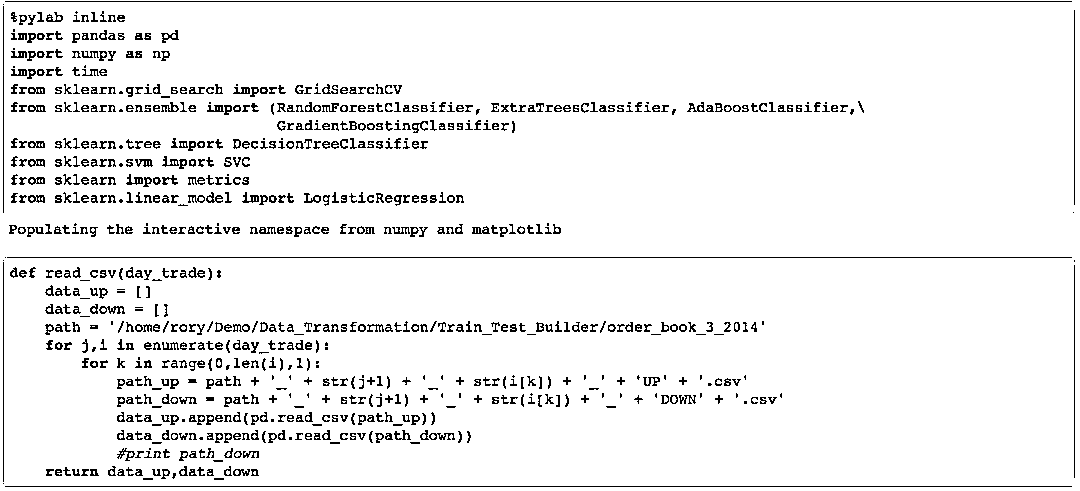 %pylab inline
import pandas as pd
import numpy as np
import time
from sklearn.grid_search import GridSearchCV
from sklearn.ensemble import (RandomForestClassifier, ExtraTreesClassifier, AdaBoostClassifier,\
                              GradientBoostingClassifier)
from sklearn.tree import DecisionTreeClassifier
from sklearn.svm import SVC
from sklearn import metrics
from sklearn.linear_model import LogisticRegression
Populating the interactive namespace from numpy and matplotlib
def read_csv(day_trade):
    data_up = []
    data_down = []
    path = '/home/rory/Demo/Data_Transformation/Train_Test_Builder/order_book_3_2014'
    for j,i in enumerate(day_trade):
        for k in range(0,len(i),1):
            path_up = path + '_' + str(j+1) + '_' + str(i[k]) + '_' + 'UP' + '.csv'
            path_down = path + '_' + str(j+1) + '_' + str(i[k]) + '_' + 'DOWN' + '.csv'
            data_up.append(pd.read_csv(path_up))
            data_down.append(pd.read_csv(path_down))
            #print path_down
    return data_up,data_down